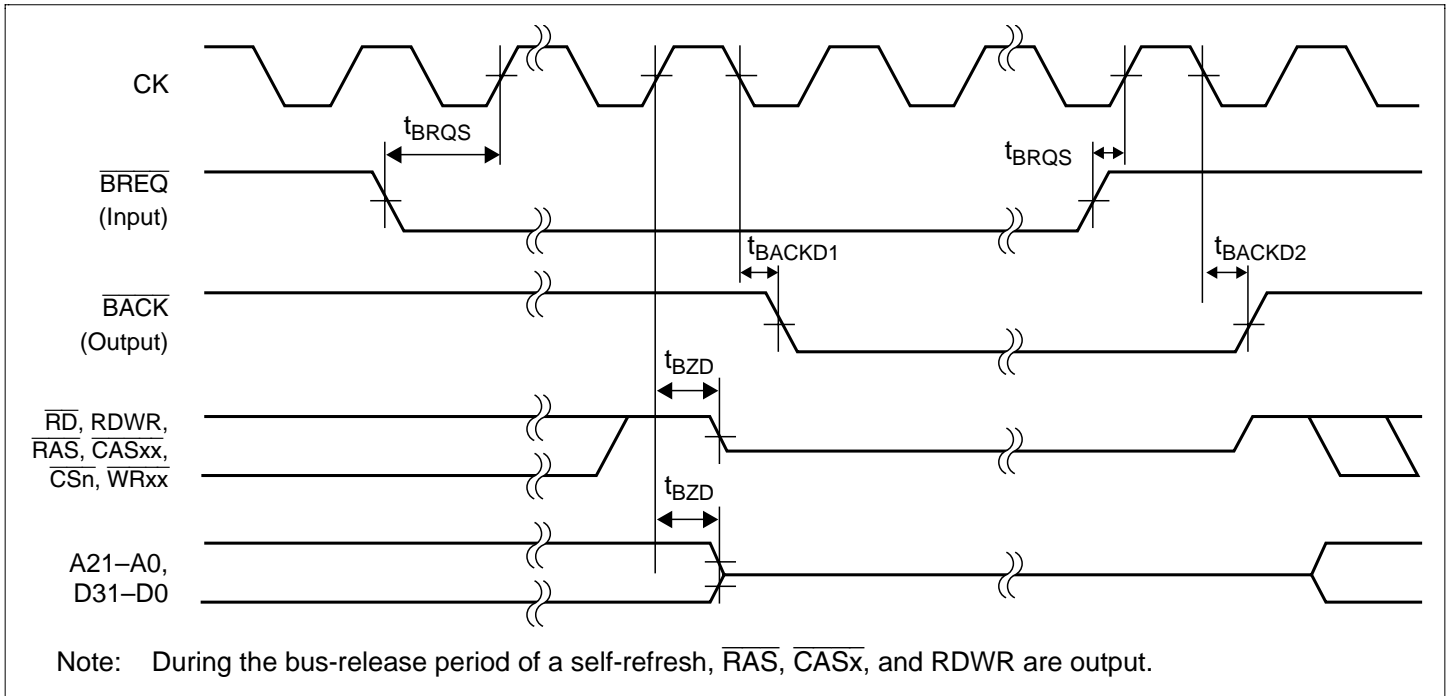 CK
tBRQS
tBRQS
BREQ
(Input)
tBACKD1
tBACKD2
BACK
(Output)
tBZD
RD, RDWR,
RAS, CASxx,
CSn, WRxx
tBZD
A21–A0,
D31–D0
Note: During the bus-release period of a self-refresh, RAS, CASx, and RDWR are output.